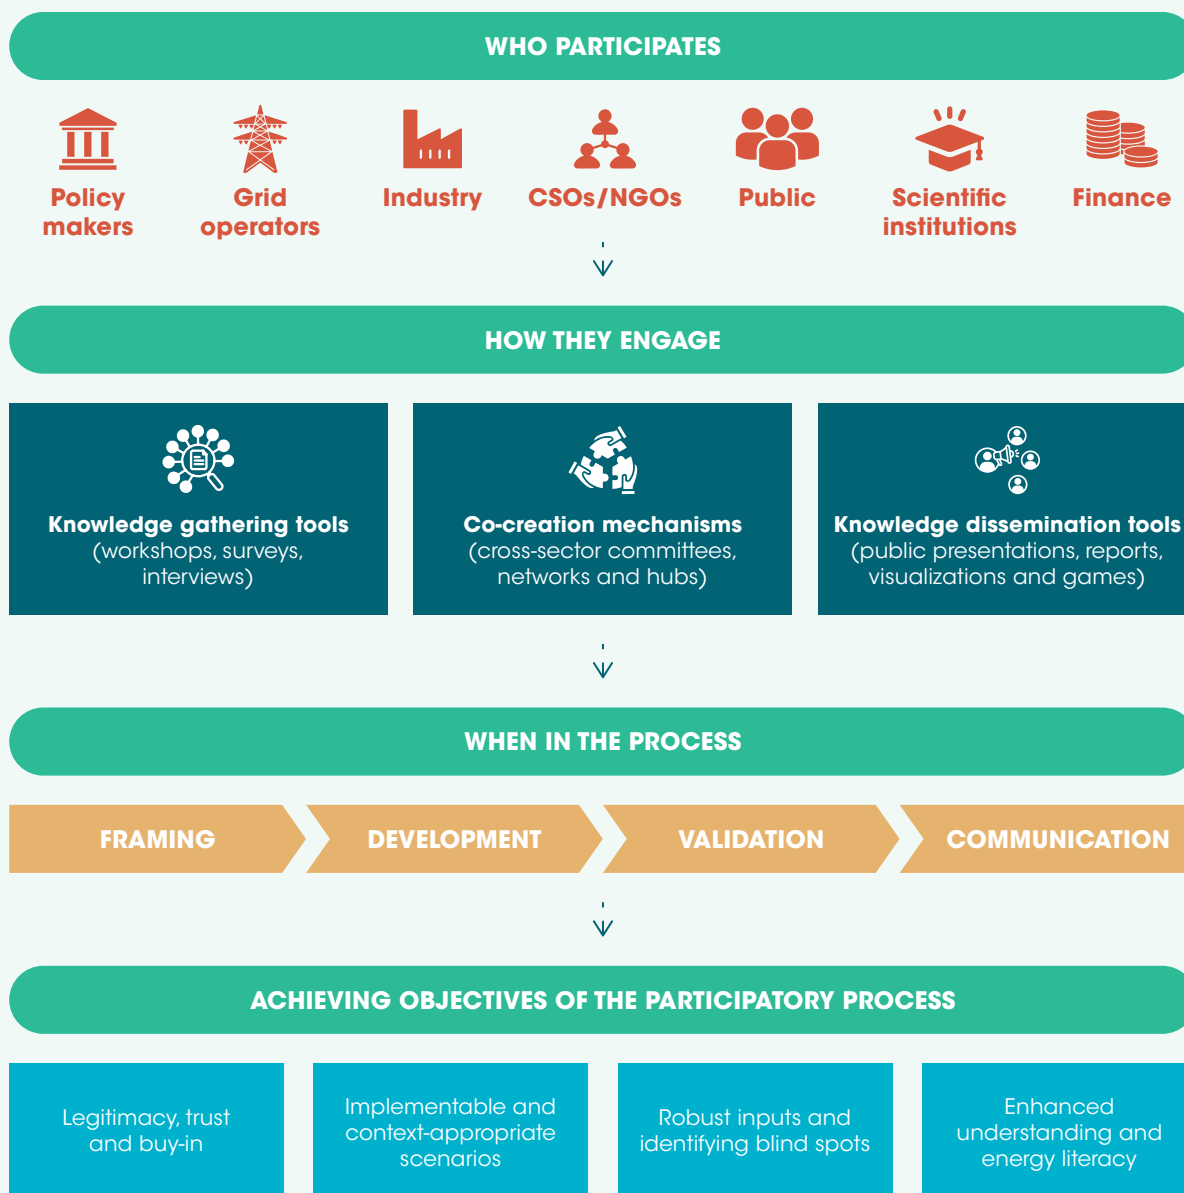 WHO PARTICIPATES
Policy
makers
Grid
operators
Industry
CSOs/NGOs
Public
Scientific
institutions
Finance
HOW THEY ENGAGE
Knowledge gathering tools
(workshops, surveys,
interviews)
Co-creation mechanisms
(cross-sector committees,
networks and hubs)
Knowledge dissemination tools
(public presentations, reports,
visualizations and games)
WHEN IN THE PROCESS
FRAMING
DEVELOPMENT
VALIDATION
COMMUNICATION
ACHIEVING OBJECTIVES OF THE PARTICIPATORY PROCESS
Legitimacy, trust
and buy-in
Implementable and
context-appropriate
scenarios
Robust inputs and
identifying blind spots
Enhanced
understanding and
energy literacy